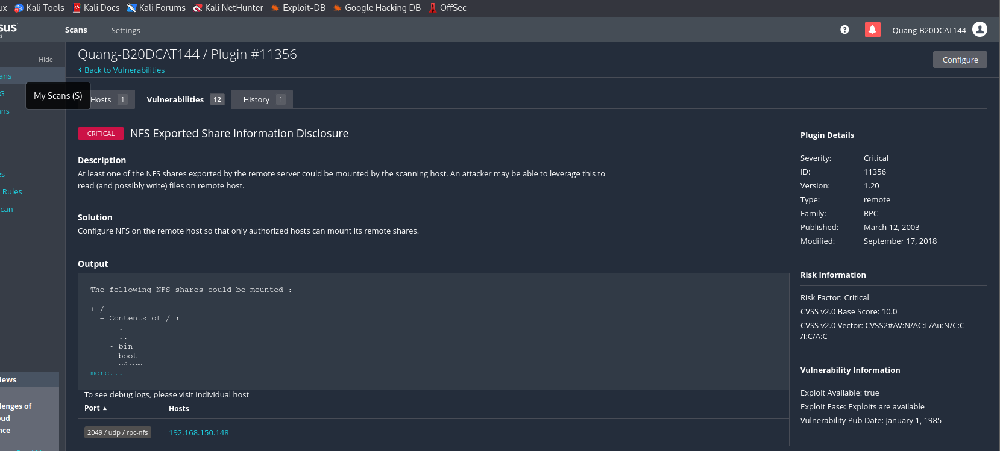 ux Kali Tools Kali Docs Kali Forums Kali NetHunter Exploit-DB Google Hacking DB OffSec
sus Scans Settings ? Quang-B20DCAT144
s
Quang-B20DCAT144 / Plugin #11356
Hide
Configure
Back to Vulnerabilities
ans
G
My Scans (S)
ans
Hosts 1 Vulnerabilities 12 History 1
es
Rules
can
CRITICAL NFS Exported Share Information Disclosure
Description
At least one of the NFS shares exported by the remote server could be mounted by the scanning host. An attacker may be able to leverage this to
read (and possibly write) files on remote host.
Solution
Configure NFS on the remote host so that only authorized hosts can mount its remote shares.
Output
The following NFS shares could be mounted :
+ /
+ Contents of / :
- .
- ..
- bin
- boot
cdrom
more...
To see debug logs, please visit individual host
Port ▲ Hosts
2049 / udp / rpc-nfs 192.168.150.148
Plugin Details
Severity: Critical
ID: 11356
Version: 1.20
Type: remote
Family: RPC
Published: March 12, 2003
Modified: September 17, 2018
Risk Information
Risk Factor: Critical
CVSS v2.0 Base Score: 10.0
CVSS v2.0 Vector: CVSS2#AV:N/AC:L/Au:N/C:C
/I:C/A:C
Vulnerability Information
Exploit Available: true
Exploit Ease: Exploits are available
Vulnerability Pub Date: January 1, 1985
News
lenges of
oud
nce